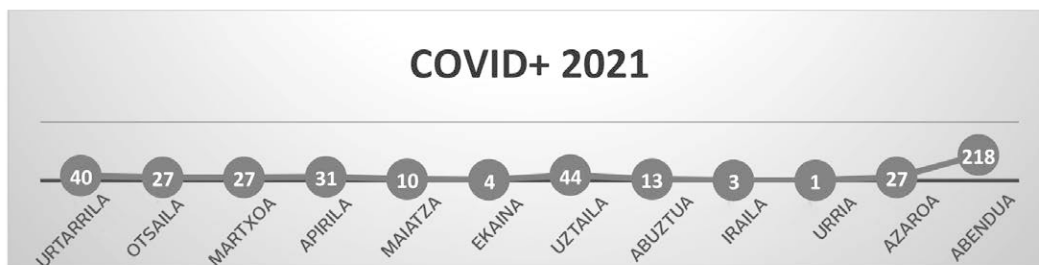 COVID+ 2021
40 27 27 31 10 4 44 13 3 1 27 218
URTARRILA OTSAILA MARTXOA APIRILA MAIATZA EKAINA UZTAILA ABUZTUA IRAILA URRIA AZAROA ABENDUA